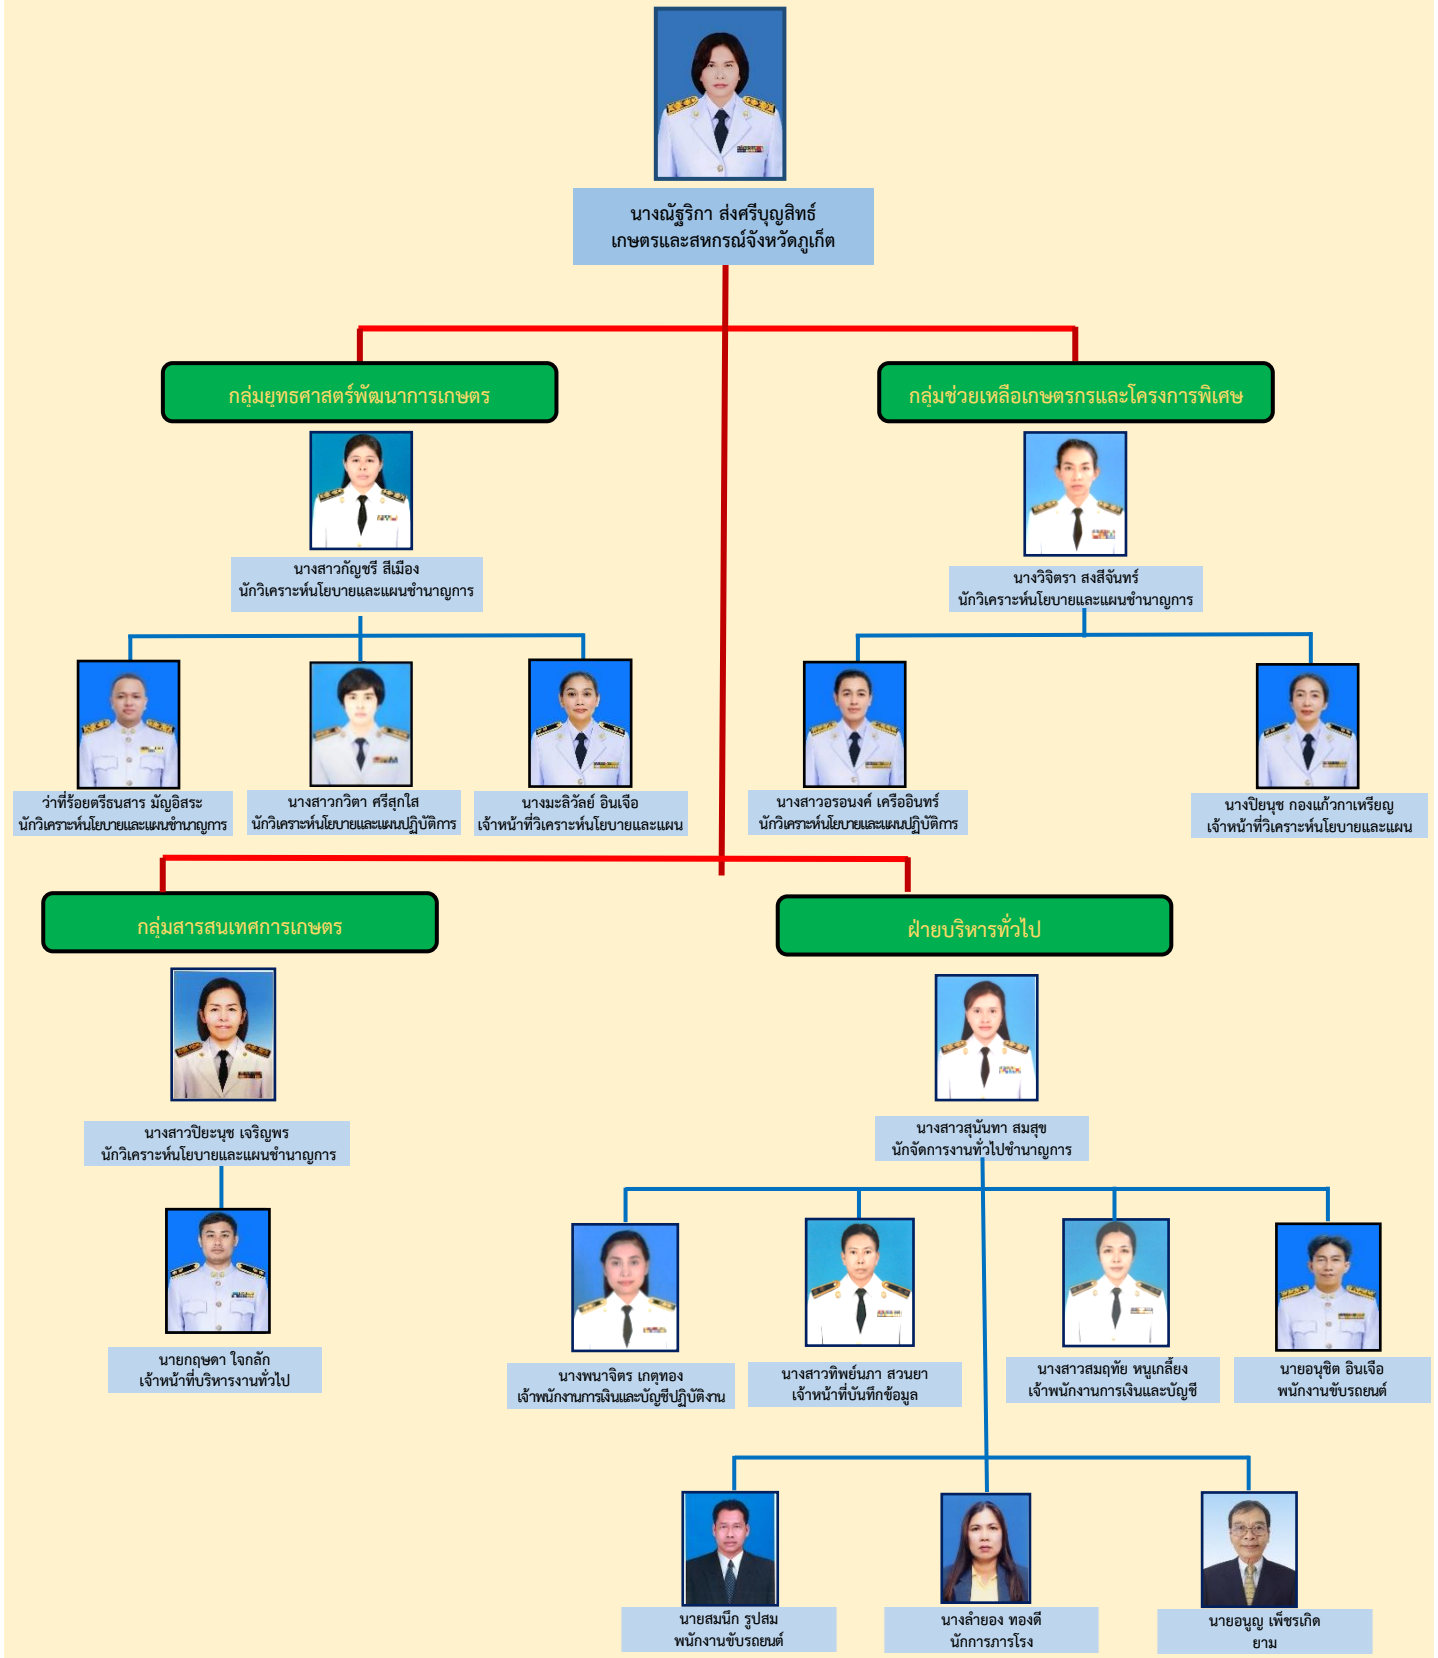 นางณัฐริกา ส่งศรีบุญสิทธ์
เกษตรและสหกรณ์จังหวัดภูเก็ต
กลุ่มยุทธศาสตร์พัฒนาการเกษตร
กลุ่มช่วยเหลือเกษตรกรและโครงการพิเศษ
นางสาวกัญชรี สีเมือง
นักวิเคราะห์นโยบายและแผนชำนาญการ
นางวิจิตรา สงสีจันทร์
นักวิเคราะห์นโยบายและแผนชำนาญการ
ว่าที่ร้อยตรีธนสาร มัญอิสระ
นักวิเคราะห์นโยบายและแผนชำนาญการ
นางสาวกวิตา ศรีสุกใส
นักวิเคราะห์นโยบายและแผนปฏิบัติการ
นางมะลิวัลย์ อินเจือ
เจ้าหน้าที่วิเคราะห์นโยบายและแผน
นางสาวอรอนงค์ เครืออินทร์
นักวิเคราะห์นโยบายและแผนปฏิบัติการ
นางปิยนุช กองแก้วกาเหรียญ
เจ้าหน้าที่วิเคราะห์นโยบายและแผน
กลุ่มสารสนเทศการเกษตร
ฝ่ายบริหารทั่วไป
นางสาวปิยะนุช เจริญพร
นักวิเคราะห์นโยบายและแผนชำนาญการ
นางสาวสุนันทา สมสุข
นักจัดการงานทั่วไปชำนาญการ
นายกฤษดา ใจกลัก
เจ้าหน้าที่บริหารงานทั่วไป
นางพนาจิตร เกตุทอง
เจ้าพนักงานการเงินและบัญชีปฏิบัติงาน
นางสาวทิพย์นภา สวนยา
เจ้าหน้าที่บันทึกข้อมูล
นางสาวสมฤทัย หนูเกลี้ยง
เจ้าพนักงานการเงินและบัญชี
นายอนุชิต อินเจือ
พนักงานขับรถยนต์
นายสมนึก รูปสม
พนักงานขับรถยนต์
นางลำยอง ทองดี
นักการภารโรง
นายอนูญ เพ็ชรเกิด
ยาม